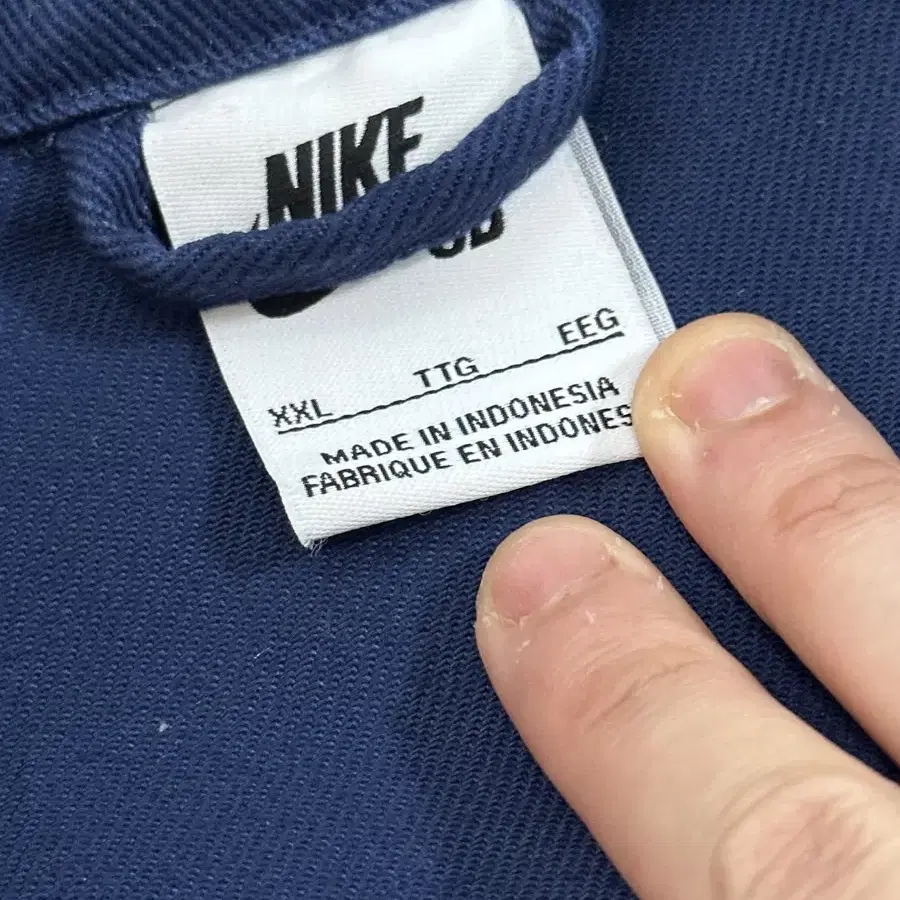 NIKE
XXL TTG EEG
MADE IN INDONESIA
FABRIQUE EN INDONES